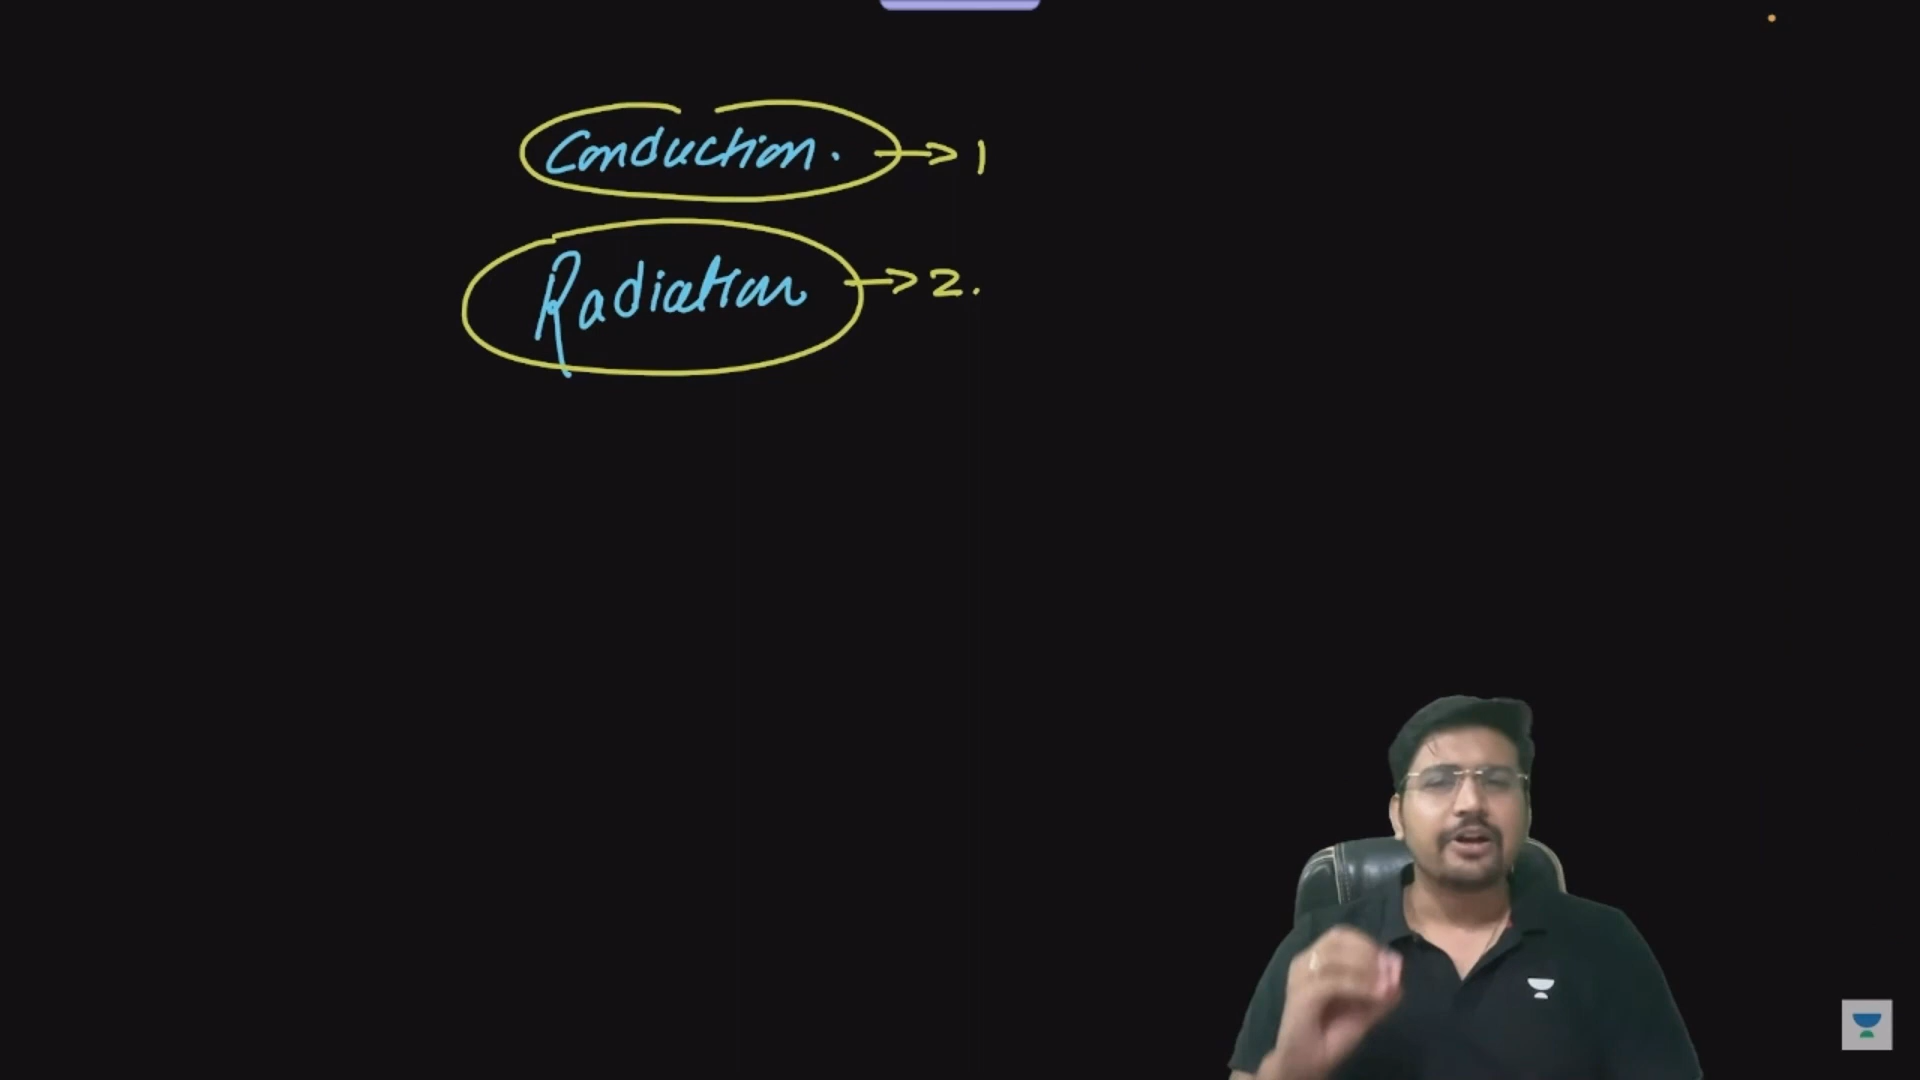 Conduction. → 1
Radiation → 2.